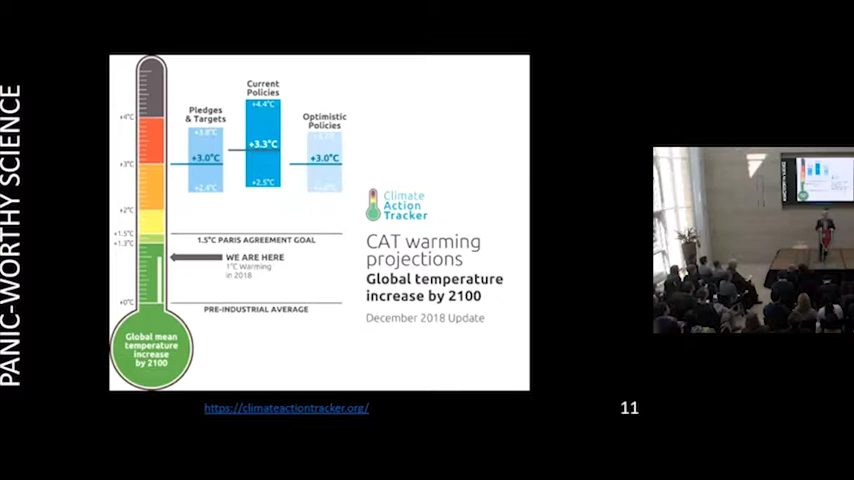 PANIC-WORTHY SCIENCE
+4°C
+3°C
+2°C
+1.5°C
+1.3°C
+0°C
Global mean
temperature
increase
by 2100
Pledges
& Targets
+3.0°C
+2.4°C
Current
Policies
+4.4°C
+3.3°C
+2.5°C
Optimistic
Policies
+3.0°C
1.5°C PARIS AGREEMENT GOAL
WE ARE HERE
1°C Warming
in 2018
PRE-INDUSTRIAL AVERAGE
Climate
Action
Tracker
CAT warming
projections
Global temperature
increase by 2100
December 2018 Update
https://climateactiontracker.org/
11